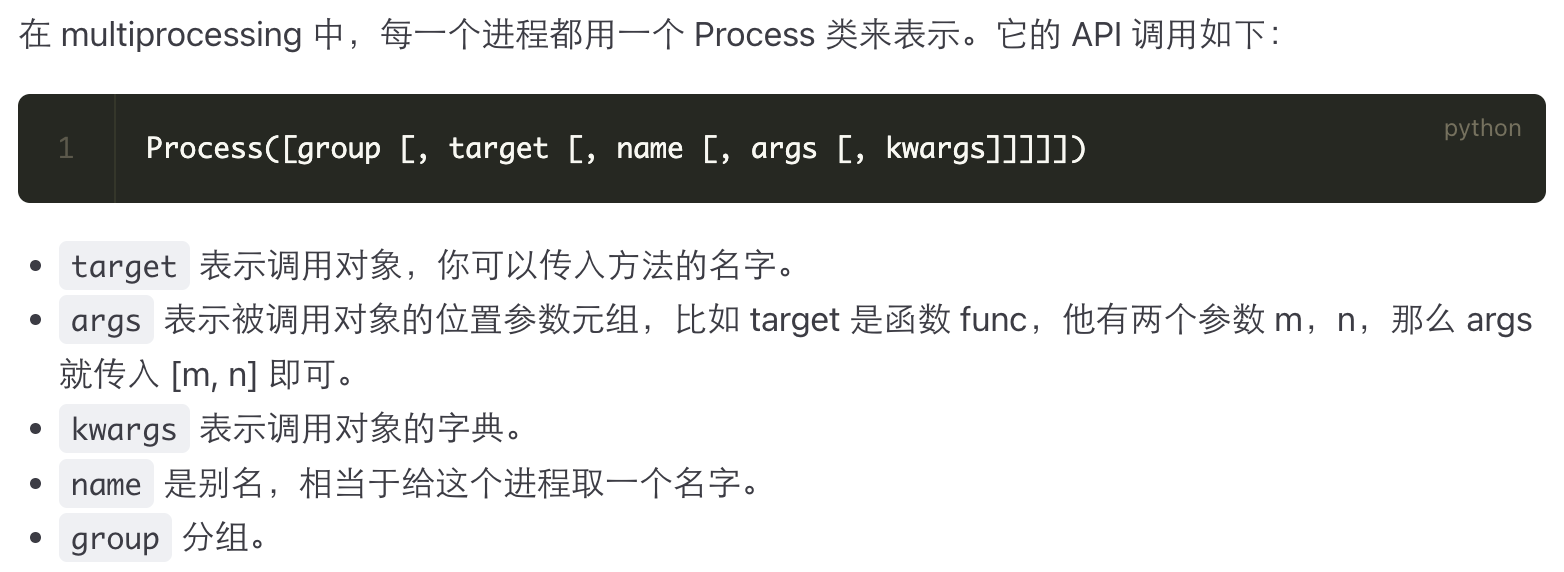 在 multiprocessing 中，每一个进程都用一个 Process 类来表示。它的 API 调用如下：
python
1 Process([group [, target [, name [, args [, kwargs]]]]])
• target 表示调用对象，你可以传入方法的名字。
• args 表示被调用对象的位置参数元组，比如 target 是函数 func，他有两个参数 m，n，那么 args
就传入 [m, n] 即可。
• kwargs 表示调用对象的字典。
• name 是别名，相当于给这个进程取一个名字。
• group 分组。